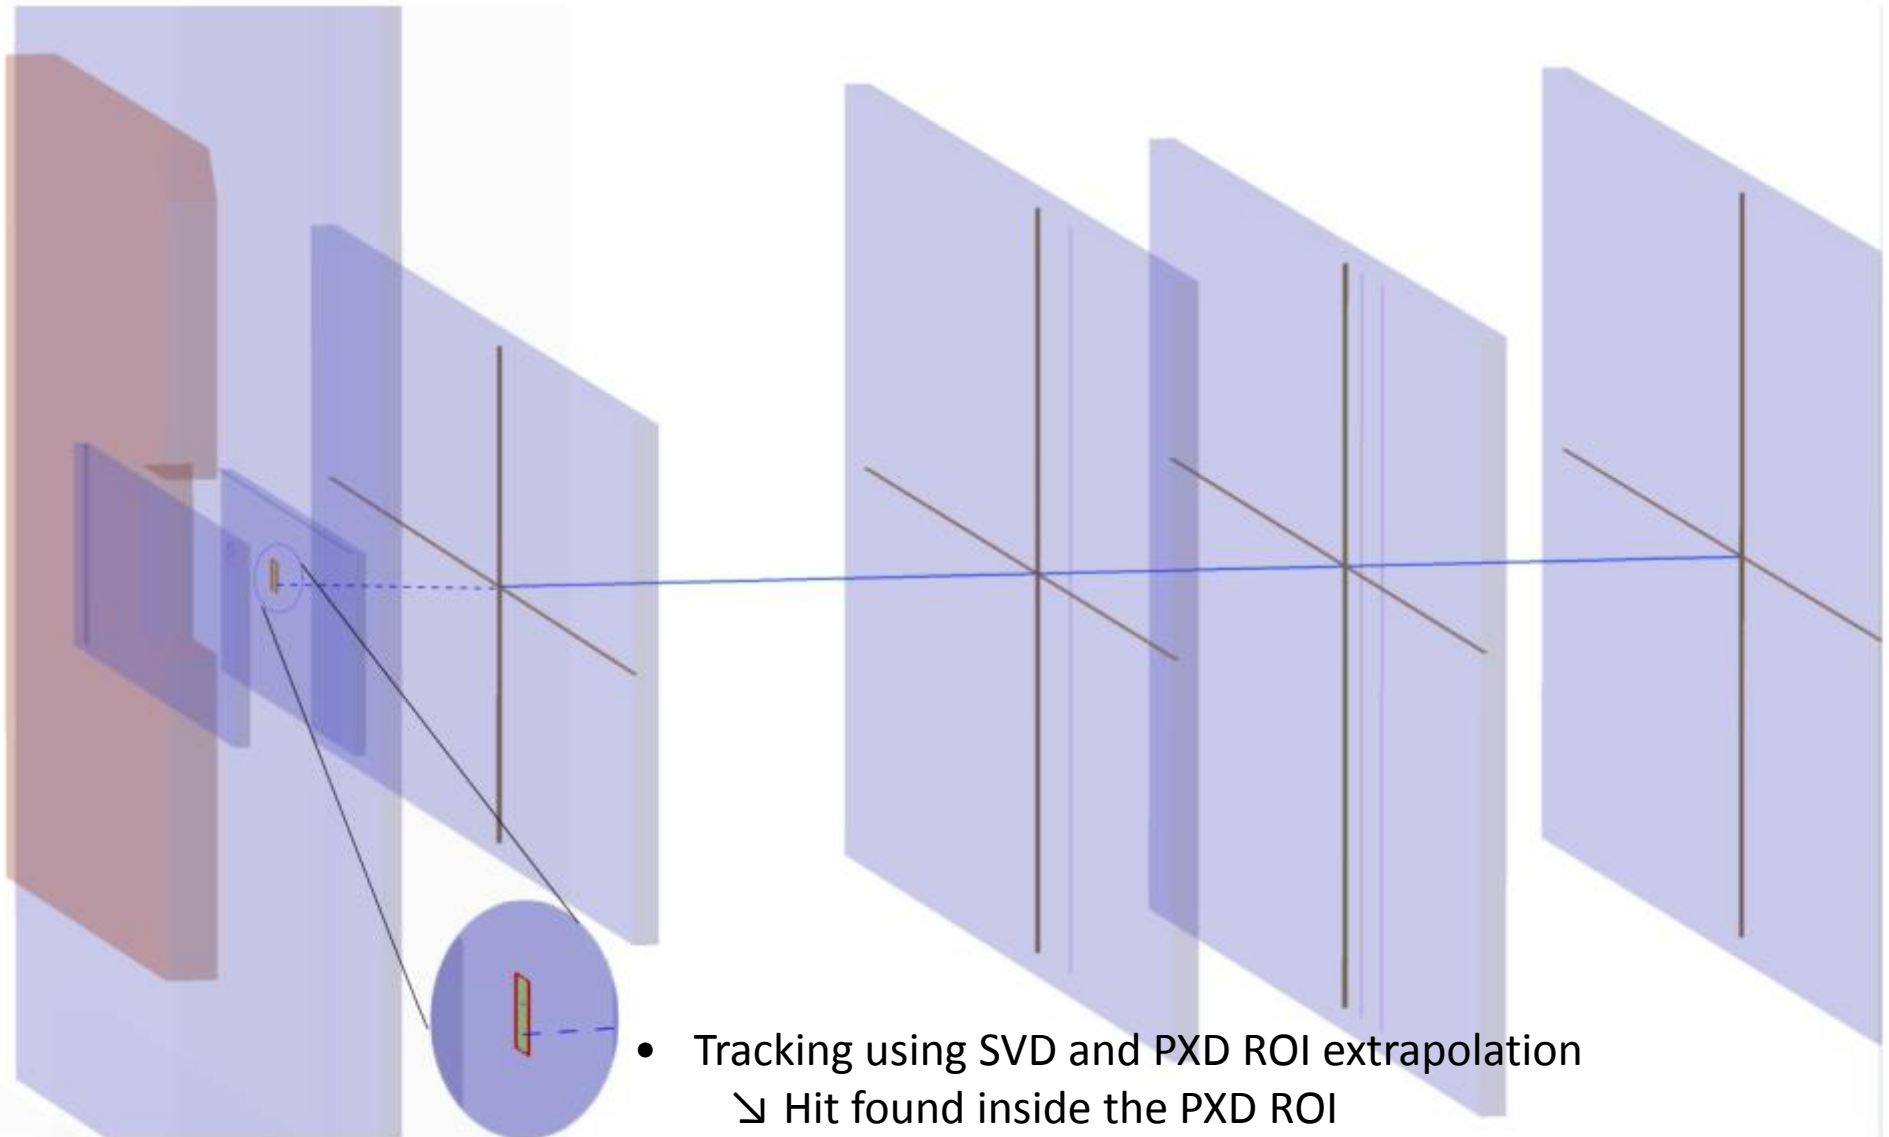 • Tracking using SVD and PXD ROI extrapolation
↘ Hit found inside the PXD ROI